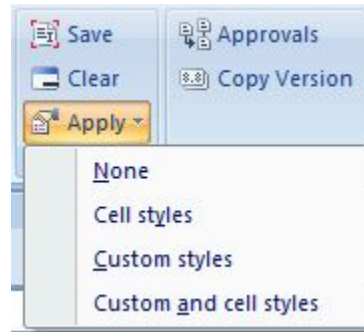 Save
Approvals
Clear
Copy Version
Apply
None
Cell styles
Custom styles
Custom and cell styles